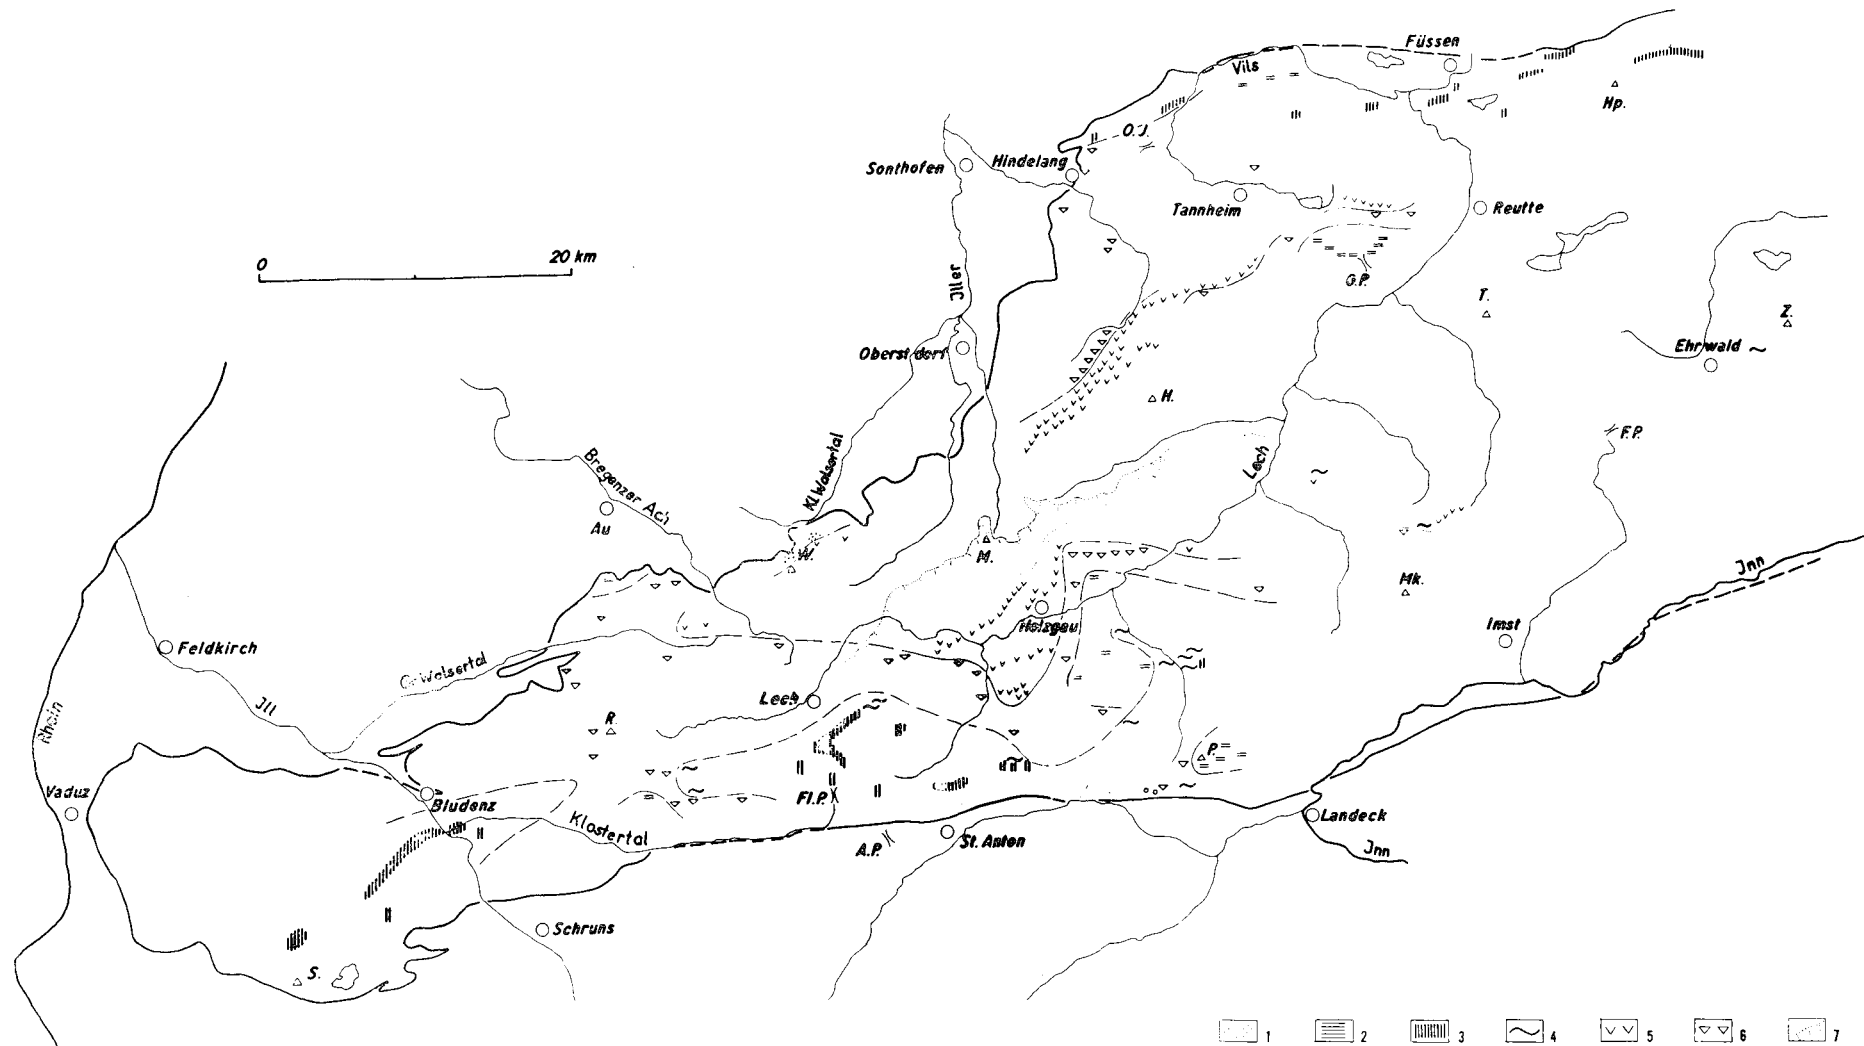 Füssen
Vils
Hp.
O.J.
Sonthofen
Hindelang
Tannheim
Reutte
0 20 km
Jller
G.P.
T.
Z.
Oberstdorf
Ehrwald
H.
F.P.
Kl.Walsertal
Lech
Bregenzer Ach
Au
W.
M.
Jnn
Mk.
Holzgau
Jmst
Feldkirch
Gr.Walsertal
Jll
Lech
Rhein
R.
P.
Vaduz
Bludenz
Fl.P.
Klostertal
Landeck
A.P.
St. Anton
Jnn
Schruns
S.
1 2 3 4 5 6 7